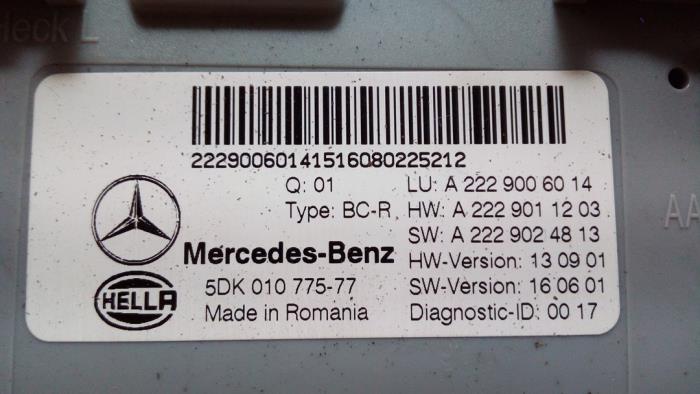 Heck L
2229006014151608022521​2
Q: 01
LU: A 222 900 60 14
Type: BC-R
HW: A 222 901 12 03
SW: A 222 902 48 13
Mercedes-Benz
HW-Version: 13 09 01
HELLA
5DK 010 775-77
SW-Version: 16 06 01
Made in Romania
Diagnostic-ID: 00 17
AA